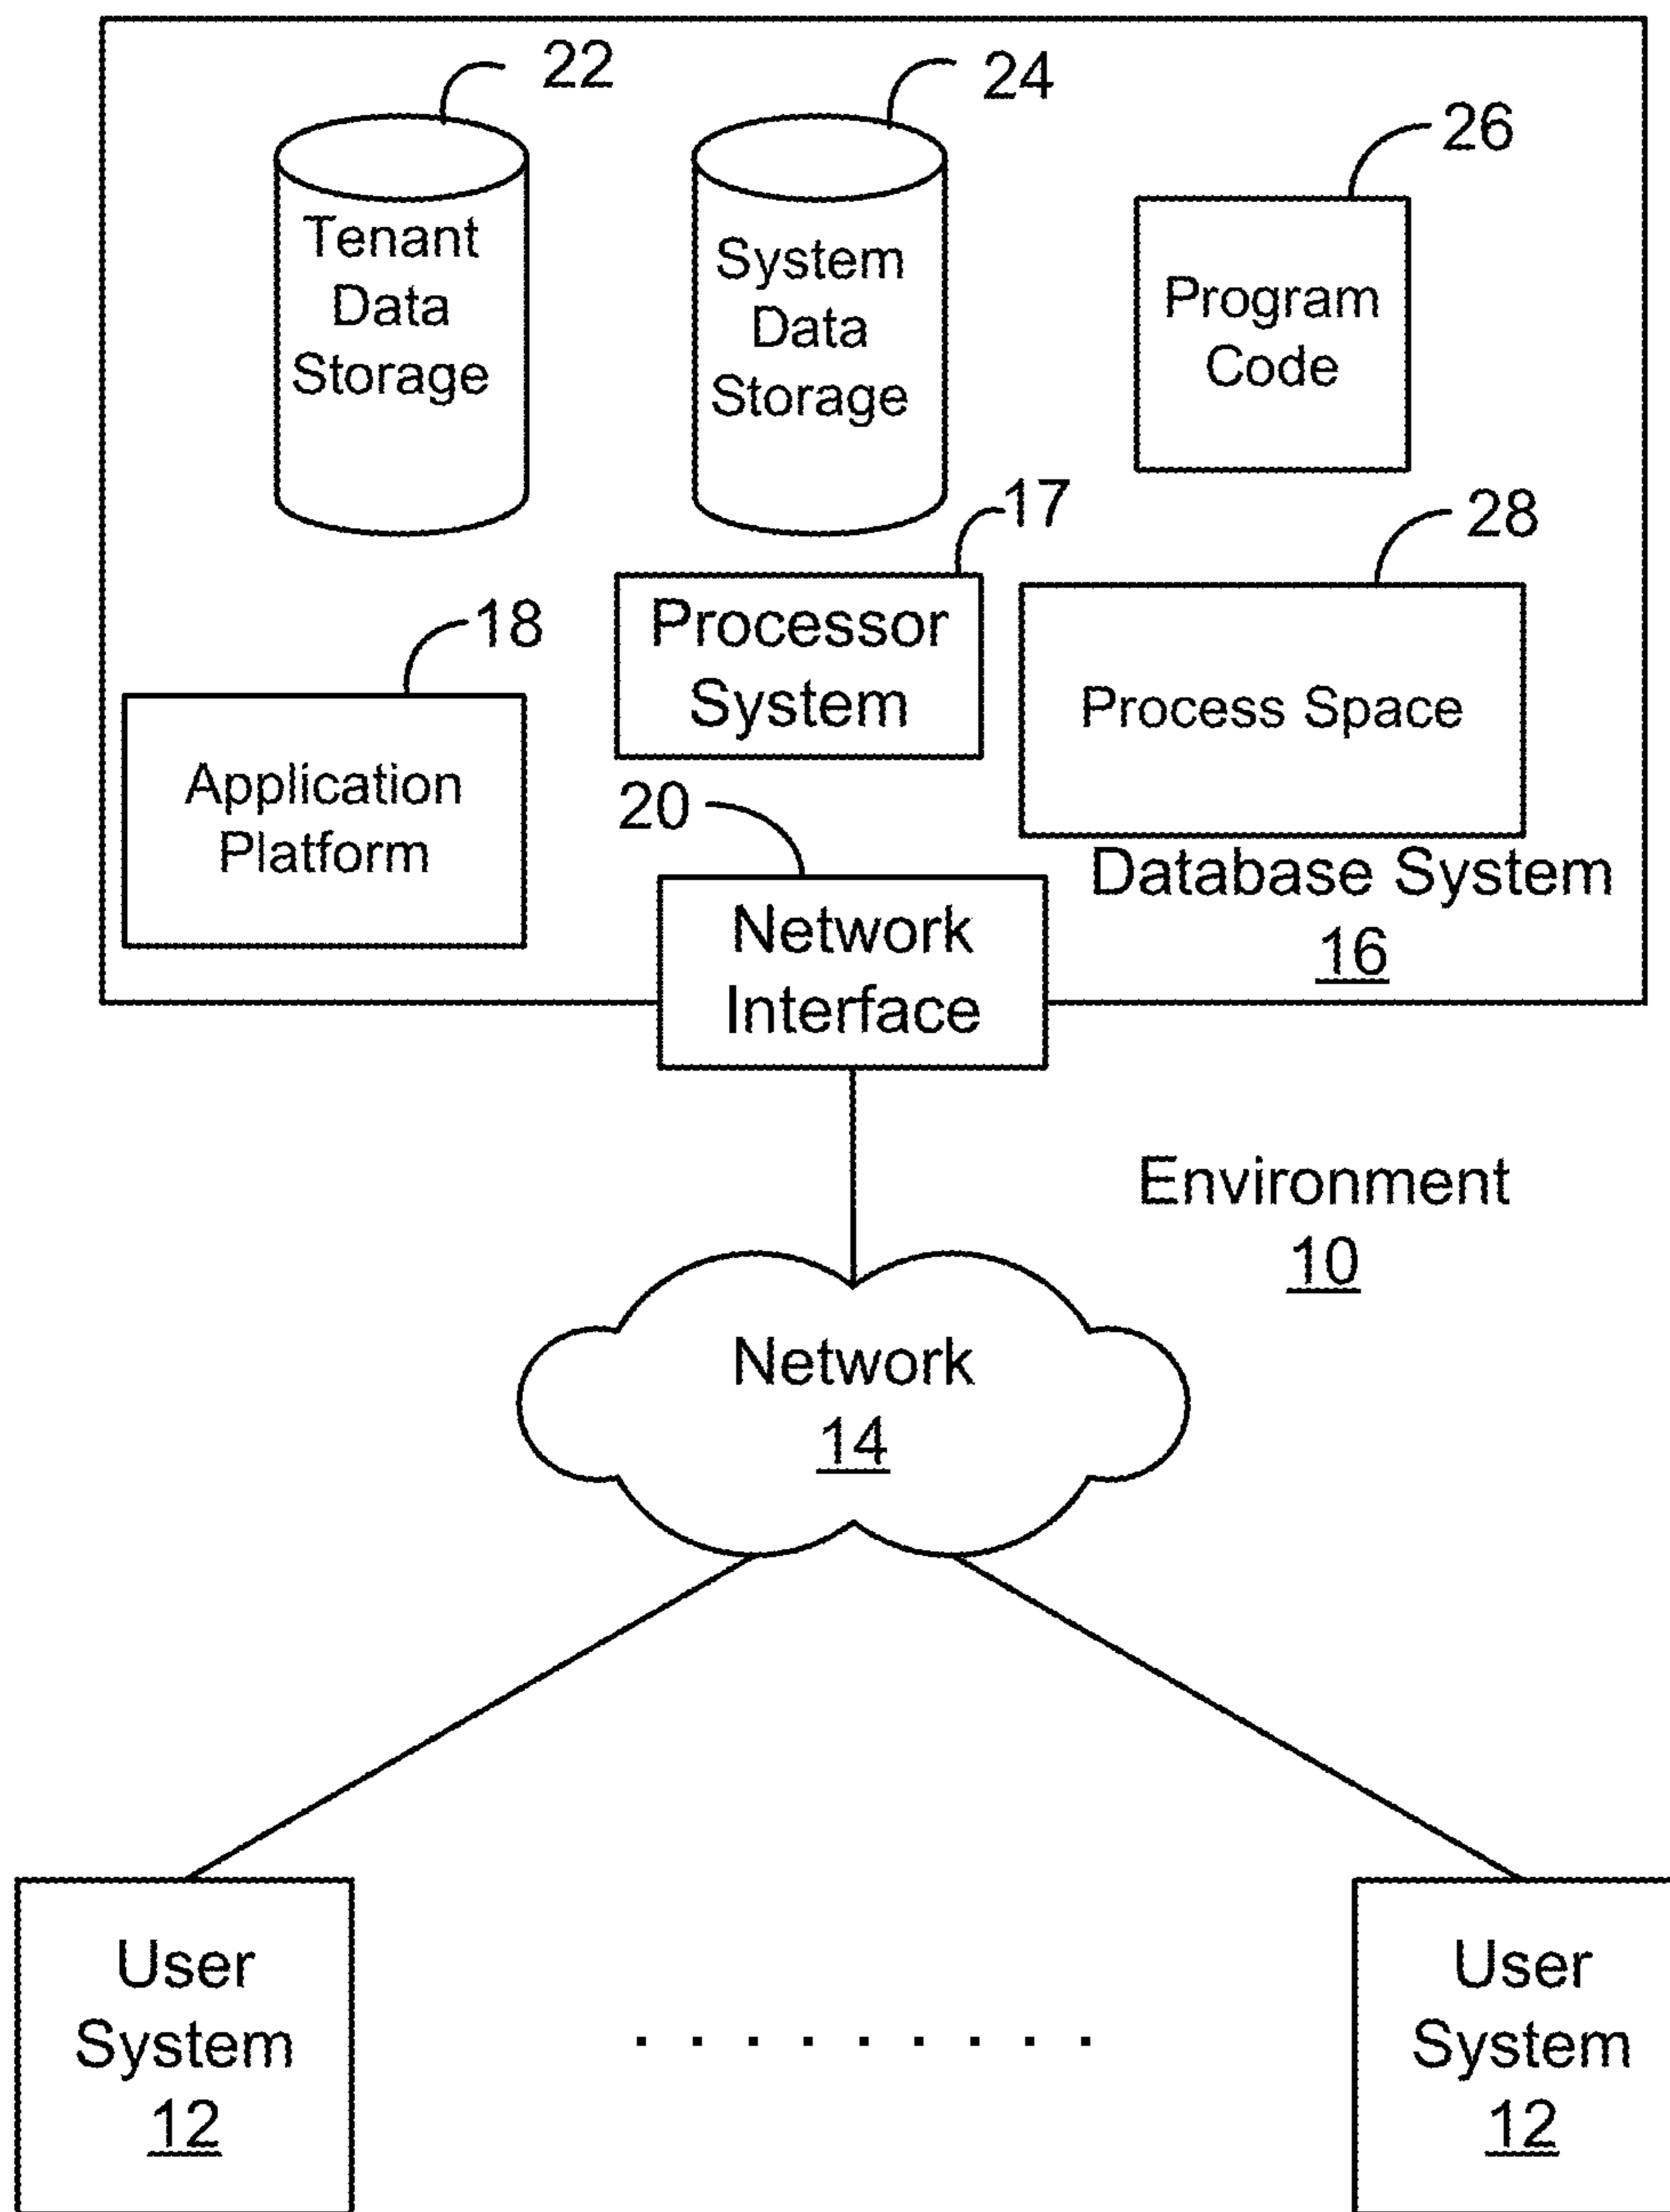 22
24
26
Tenant
Data
Storage
System
Data
Storage
Program
Code
17
28
18
Processor
System
Process Space
Application
Platform
20
Database System
16
Network
Interface
Environment
10
Network
14
User
System
12
. . . . . . . . .
User
System
12